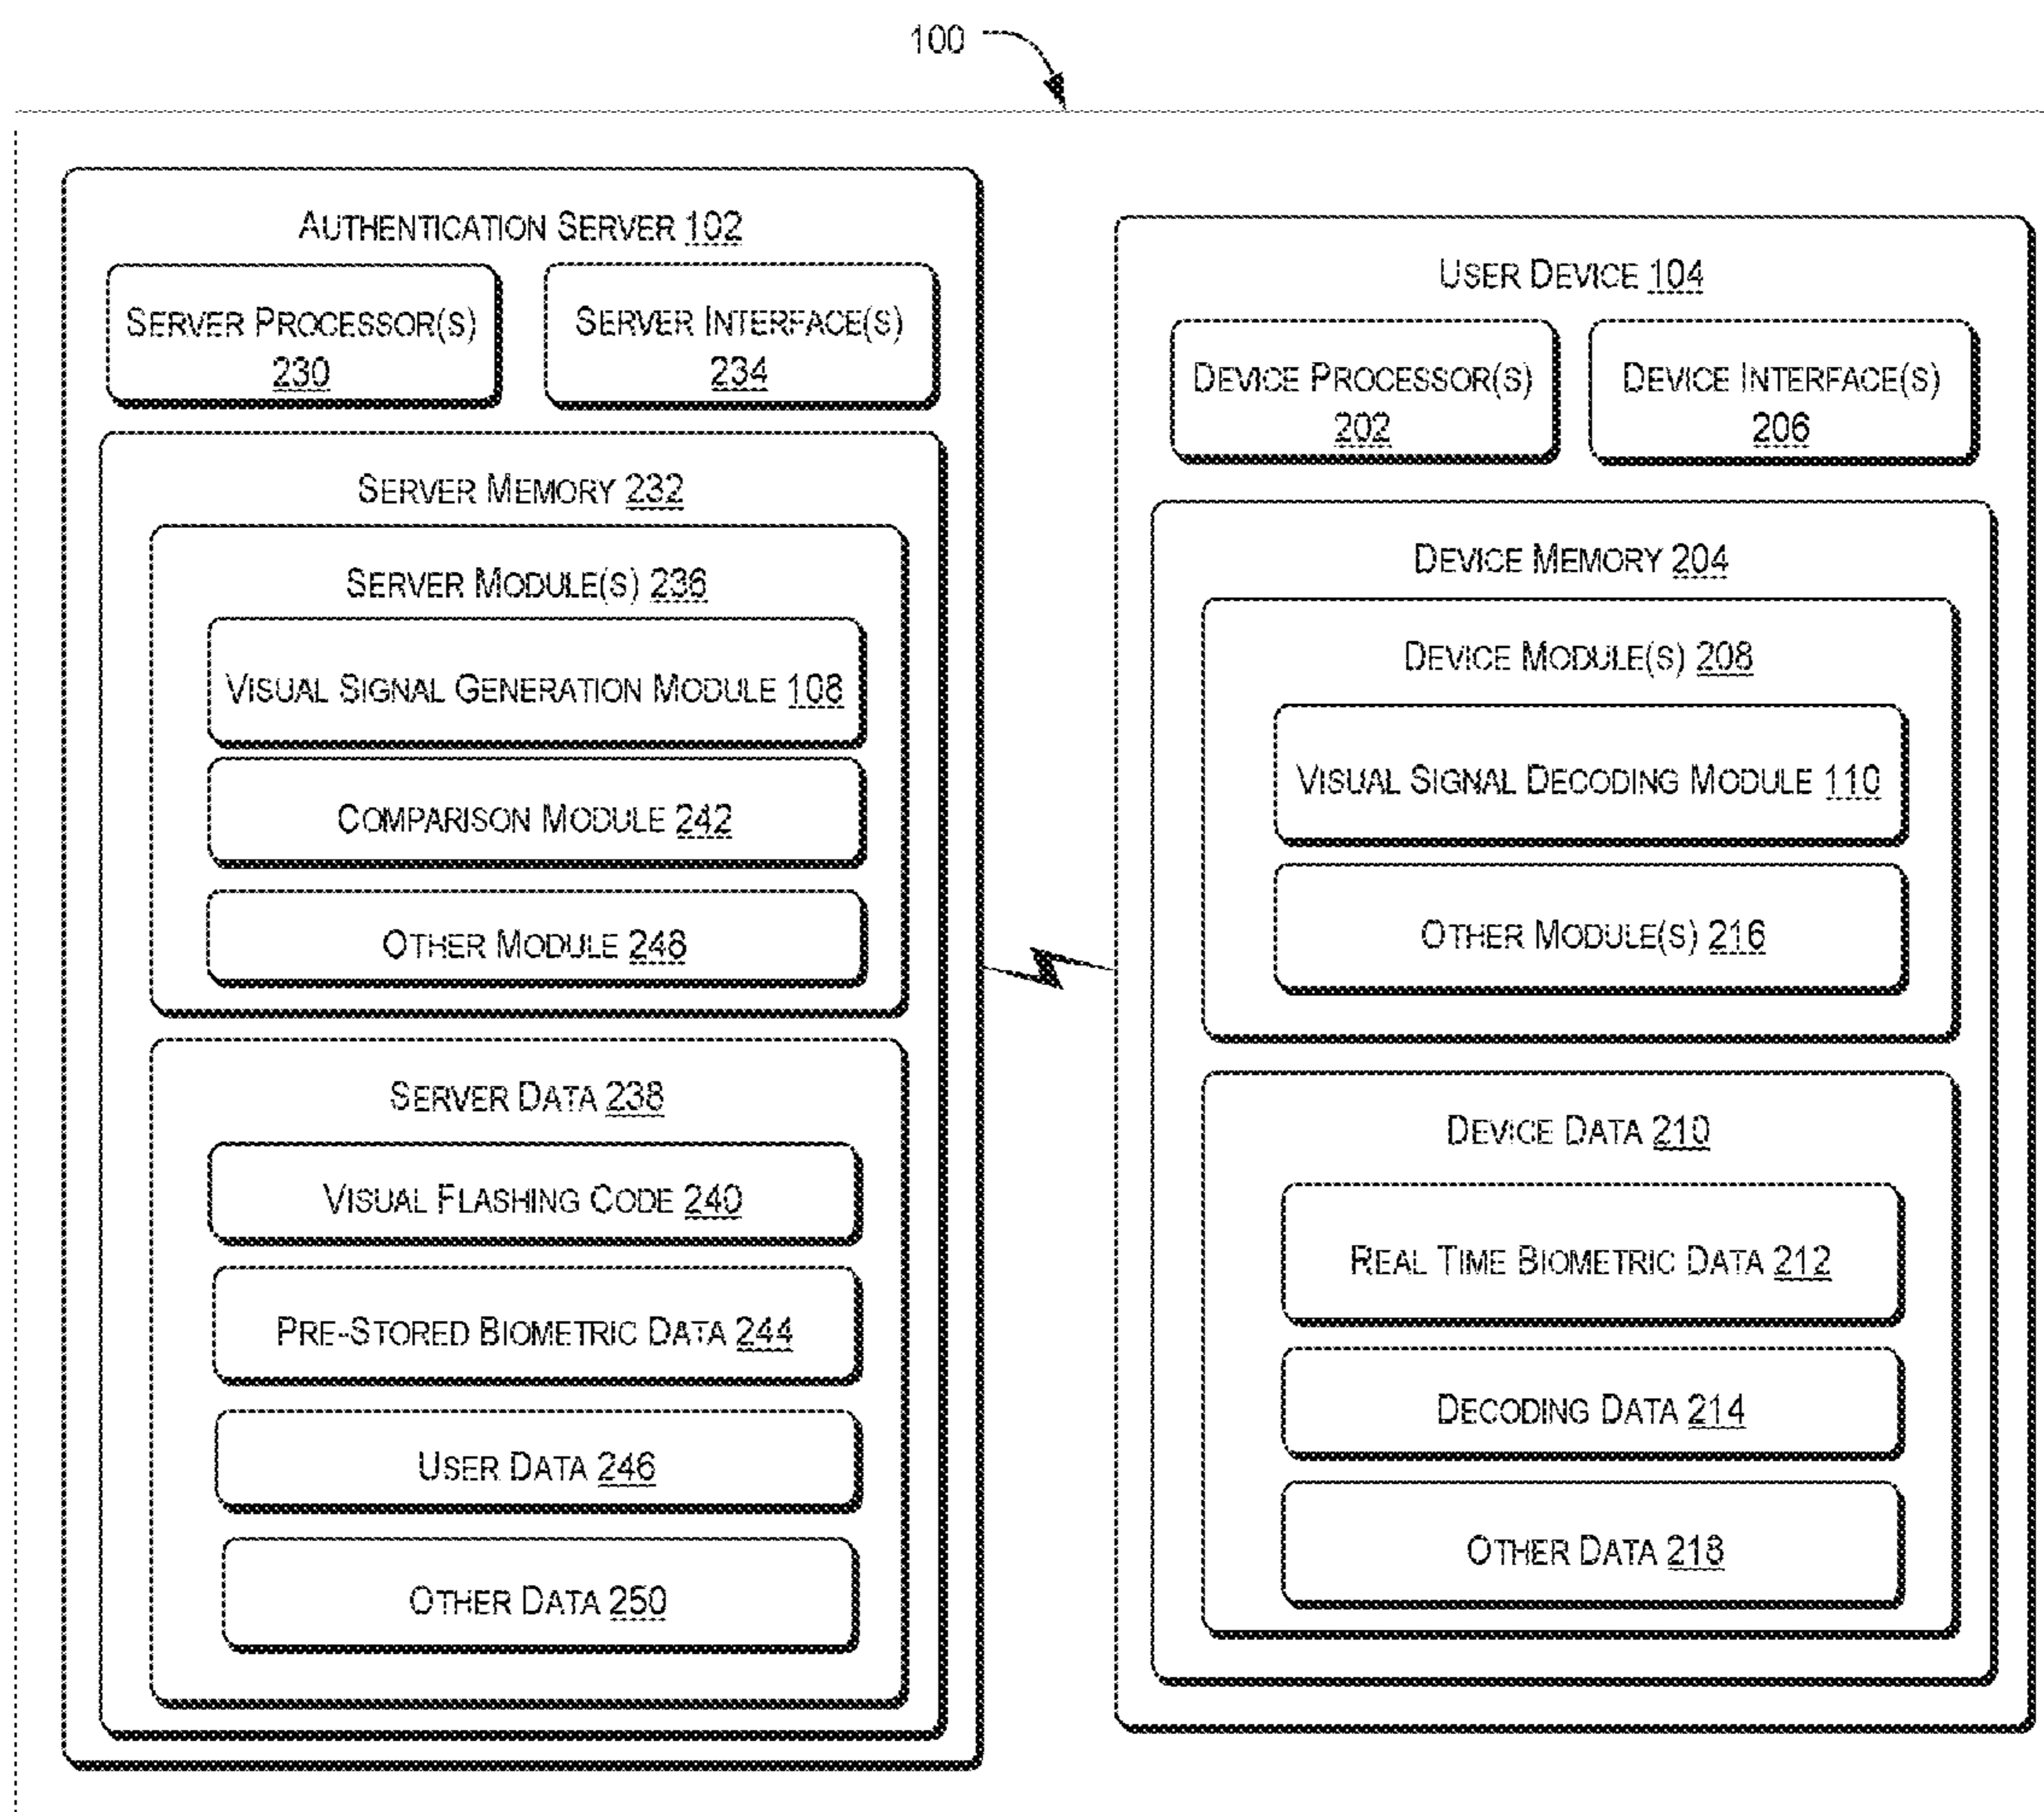 100
AUTHENTICATION SERVER 102
SERVER PROCESSOR(S)
230
SERVER INTERFACE(S)
234
SERVER MEMORY 232
SERVER MODULE(S) 236
VISUAL SIGNAL GENERATION MODULE 108
COMPARISON MODULE 242
OTHER MODULE 248
SERVER DATA 238
VISUAL FLASHING CODE 240
PRE-STORED BIOMETRIC DATA 244
USER DATA 246
OTHER DATA 250
USER DEVICE 104
DEVICE PROCESSOR(S)
202
DEVICE INTERFACE(S)
206
DEVICE MEMORY 204
DEVICE MODULE(S) 208
VISUAL SIGNAL DECODING MODULE 110
OTHER MODULE(S) 216
DEVICE DATA 210
REAL TIME BIOMETRIC DATA 212
DECODING DATA 214
OTHER DATA 218